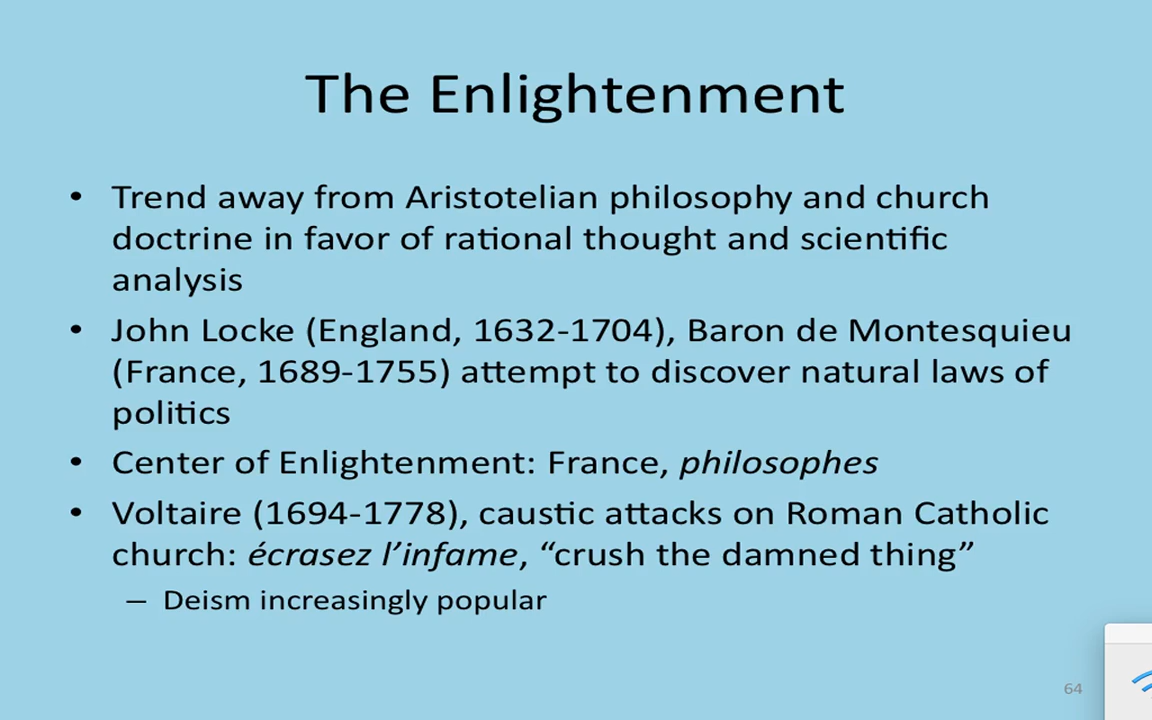 The Enlightenment
• Trend away from Aristotelian philosophy and church
doctrine in favor of rational thought and scientific
analysis
• John Locke (England, 1632-1704), Baron de Montesquieu
(France, 1689-1755) attempt to discover natural laws of
politics
• Center of Enlightenment: France, philosophes
• Voltaire (1694-1778), caustic attacks on Roman Catholic
church: écrasez l’infame, “crush the damned thing”
– Deism increasingly popular
64